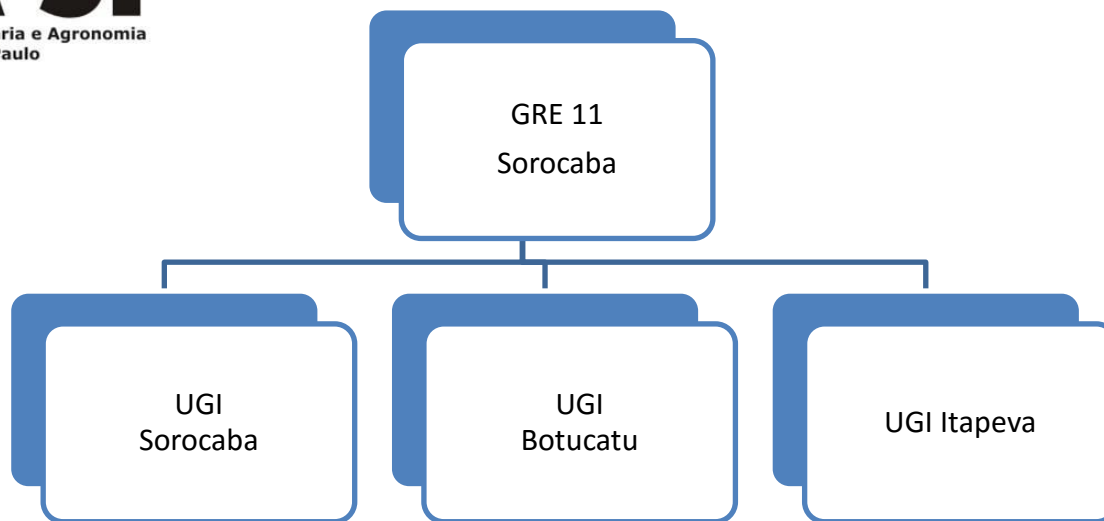 ria e Agronomia
aulo
GRE 11
Sorocaba
UGI
Sorocaba
UGI
Botucatu
UGI Itapeva